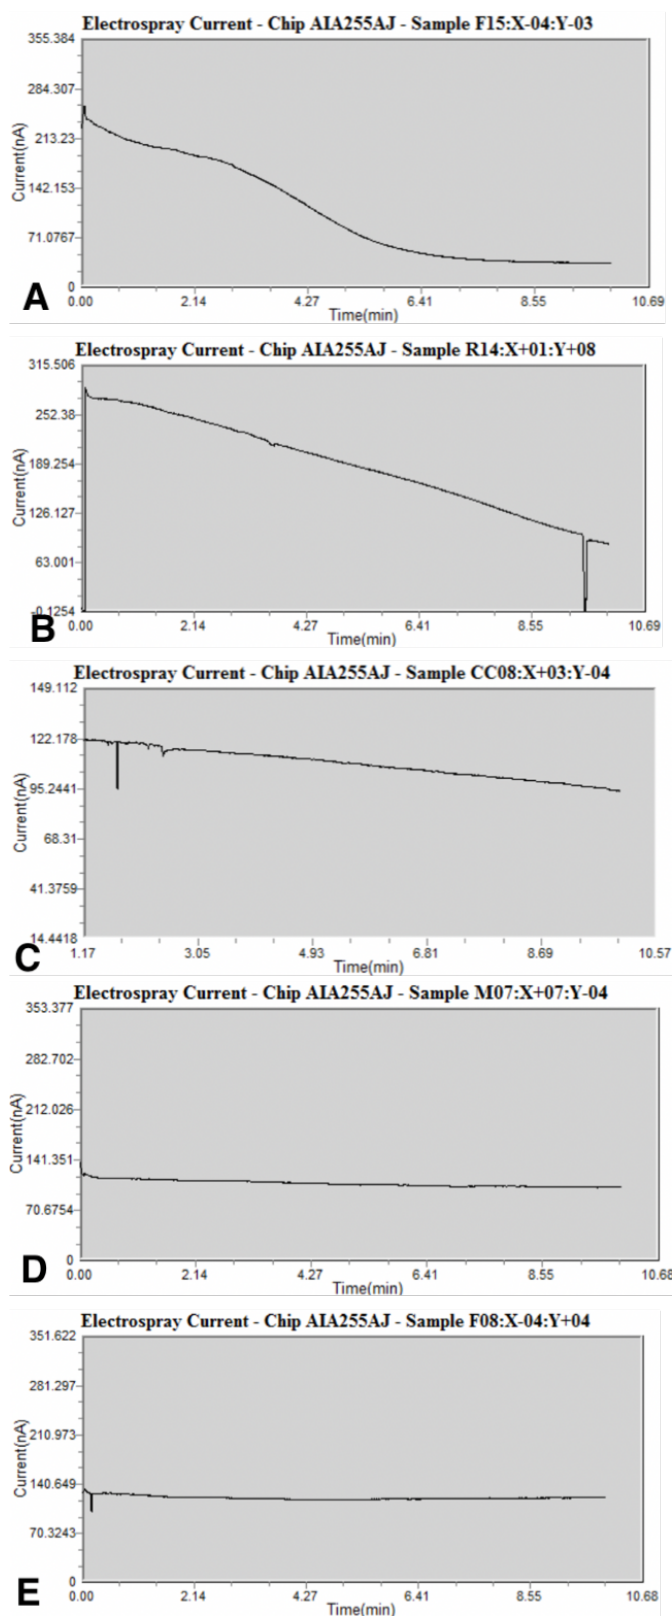 Electrospray Current - Chip AIA255AJ - Sample F15:X-04:Y-03
355.384
284.307
213.23
142.153
71.0767
0
Current(nA)
0.00 2.14 4.27 6.41 8.55 10.69
Time(min)
A
Electrospray Current - Chip AIA255AJ - Sample R14:X+01:Y+08
315.506
252.38
189.254
126.127
63.001
-0.1254
Current(nA)
0.00 2.14 4.27 6.41 8.55 10.69
Time(min)
B
Electrospray Current - Chip AIA255AJ - Sample CC08:X+03:Y-04
149.112
122.178
95.2441
68.31
41.3759
14.4418
Current(nA)
1.17 3.05 4.93 6.81 8.69 10.57
Time(min)
C
Electrospray Current - Chip AIA255AJ - Sample M07:X+07:Y-04
353.377
282.702
212.026
141.351
70.6754
0
Current(nA)
0.00 2.14 4.27 6.41 8.55 10.68
Time(min)
D
Electrospray Current - Chip AIA255AJ - Sample F08:X-04:Y+04
351.622
281.297
210.973
140.649
70.3243
0
Current(nA)
0.00 2.14 4.27 6.41 8.55 10.68
Time(min)
E